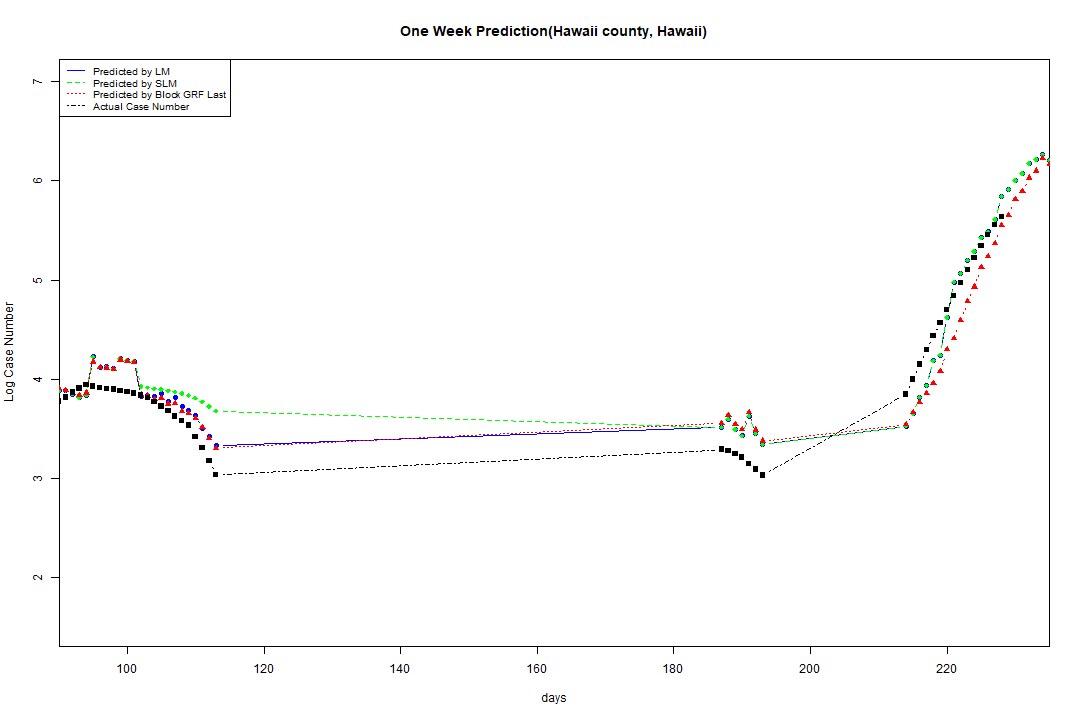 One Week Prediction(Hawaii county, Hawaii)
Predicted by LM
Predicted by SLM
Predicted by Block GRF Last
Actual Case Number
7
6
5
4
3
2
Log Case Number
100 120 140 160 180 200 220
days